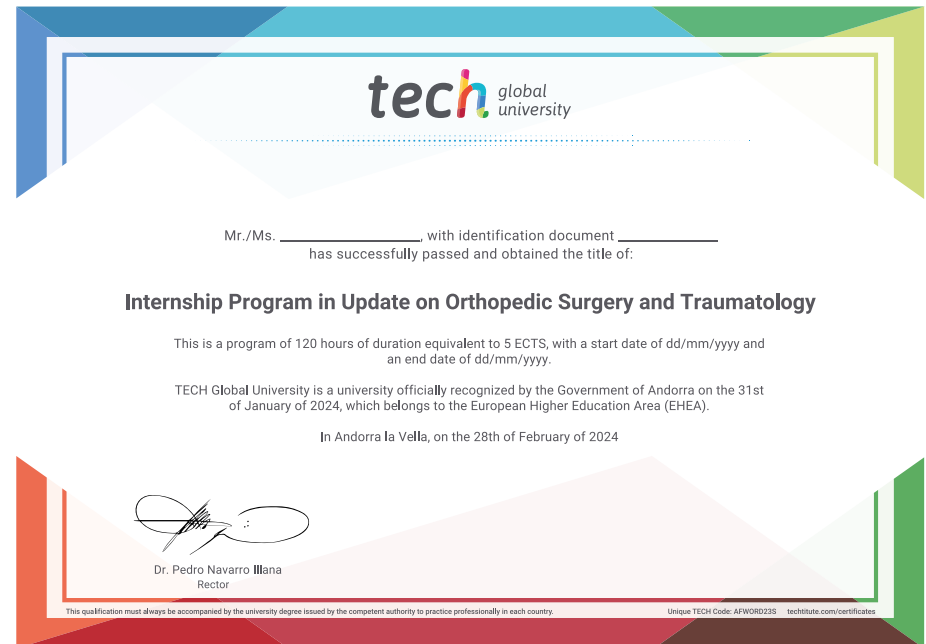 tech global
university
Mr./Ms. ____________________, with identification document ______________
has successfully passed and obtained the title of:
Internship Program in Update on Orthopedic Surgery and Traumatology
This is a program of 120 hours of duration equivalent to 5 ECTS, with a start date of dd/mm/yyyy and
an end date of dd/mm/yyyy.
TECH Global University is a university officially recognized by the Government of Andorra on the 31st
of January of 2024, which belongs to the European Higher Education Area (EHEA).
In Andorra la Vella, on the 28th of February of 2024
Dr. Pedro Navarro Illana
Rector
This qualification must always be accompanied by the university degree issued by the competent authority to practice professionally in each country.
Unique TECH Code: AFWORD23S techtitute.com/certificates